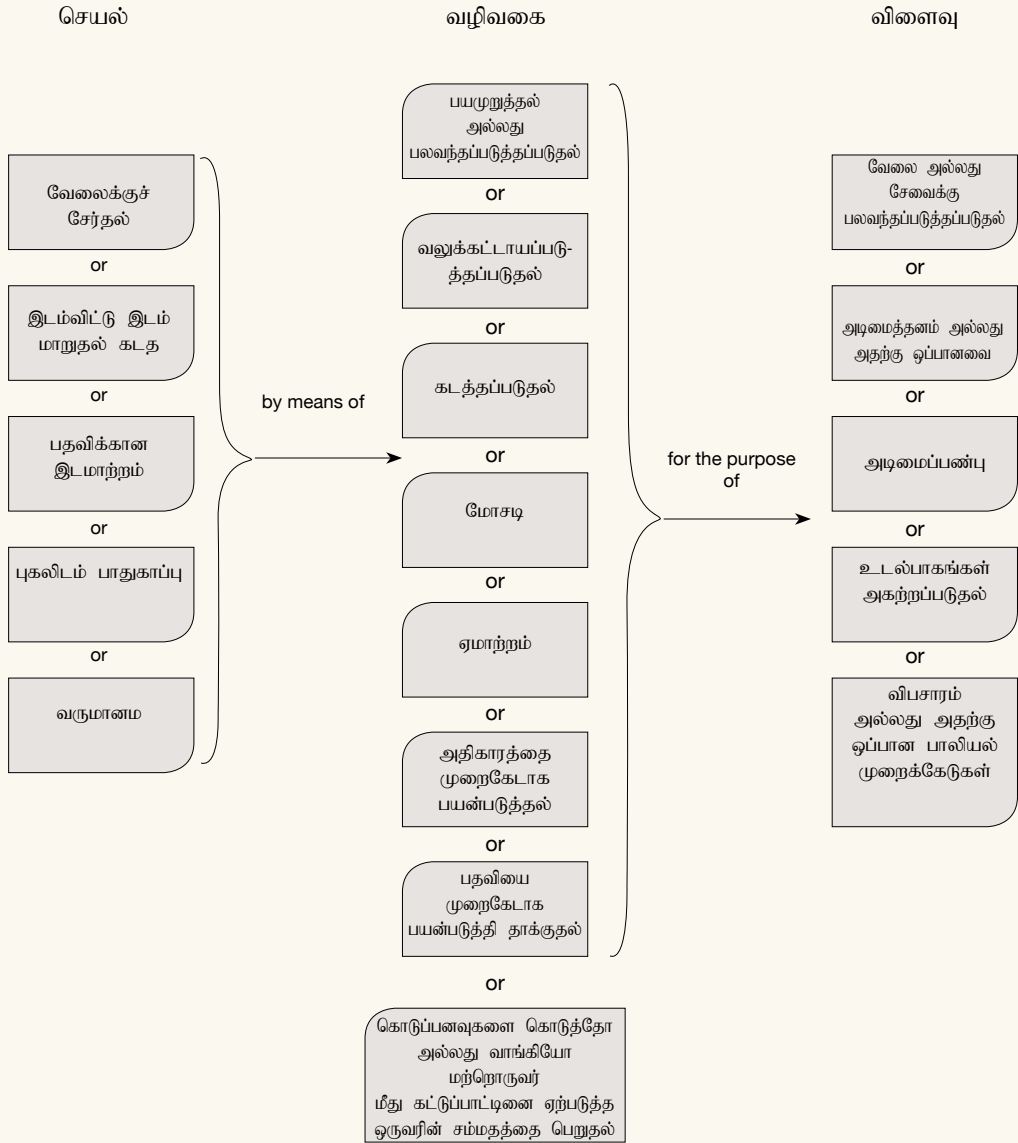 செயல்
வேலைக்குச்
சேர்தல்
or
இடம்விட்டு இடம்
மாறுதல் கடத
or
பதவிக்கான
இடமாற்றம்
or
புகலிடம் பாதுகாப்பு
or
வருமானம
by means of
வழிவகை
பயமுறுத்தல்
அல்லது
பலவந்தப்படுத்தப்படுதல்
or
வலுக்கட்டாயப்படு-
த்தப்படுதல்
or
கடத்தப்படுதல்
or
மோசடி
or
ஏமாற்றம்
or
அதிகாரத்தை
முறைகேடாக
பயன்படுத்தல்
or
பதவியை
முறைகேடாக
பயன்படுத்தி தாக்குதல்
or
கொடுப்பனவுகளை கொடுத்தோ
அல்லது வாங்கியோ
மற்றொருவர்
மீது கட்டுப்பாட்டினை ஏற்படுத்த
ஒருவரின் சம்மதத்தை பெறுதல்
for the purpose
of
விளைவு
வேலை அல்லது
சேவைக்கு
பலவந்தப்படுத்தப்படுதல்
or
அடிமைத்தனம் அல்லது
அதற்கு ஒப்பானவை
or
அடிமைப்பண்பு
or
உடல்பாகங்கள்
அகற்றப்படுதல்
or
விபசாரம்
அல்லது அதற்கு
ஒப்பான பாலியல்
முறைக்கேடுகள்